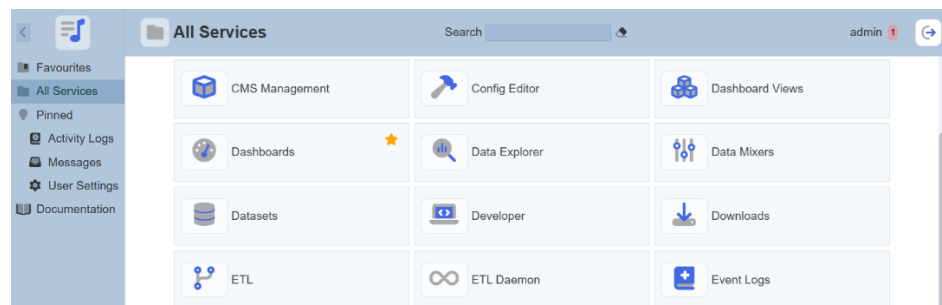 All Services
Search
admin 1
Favourites
All Services
Pinned
Activity Logs
Messages
User Settings
Documentation
CMS Management
Config Editor
Dashboard Views
Dashboards
Data Explorer
Data Mixers
Datasets
Developer
Downloads
ETL
ETL Daemon
Event Logs